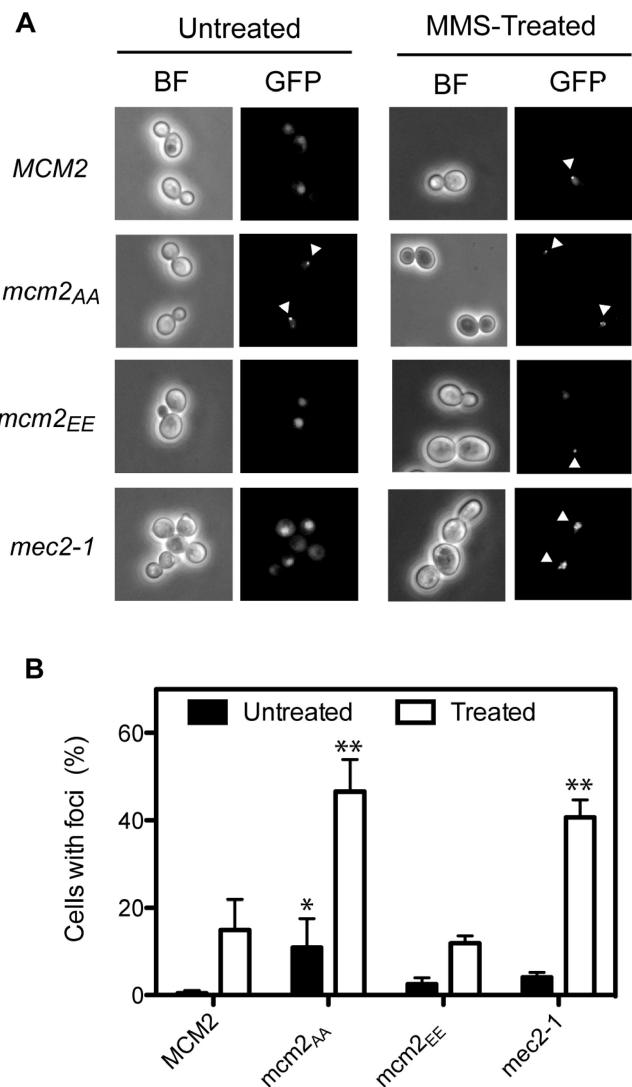 A
Untreated MMS-Treated
BF GFP BF GFP
MCM2
mcm2AA
mcm2EE
mec2-1
B
Untreated Treated
Cells with foci (%)
60
**
**
40
20
*
0
MCM2 mcm2AA mcm2EE mec2-1